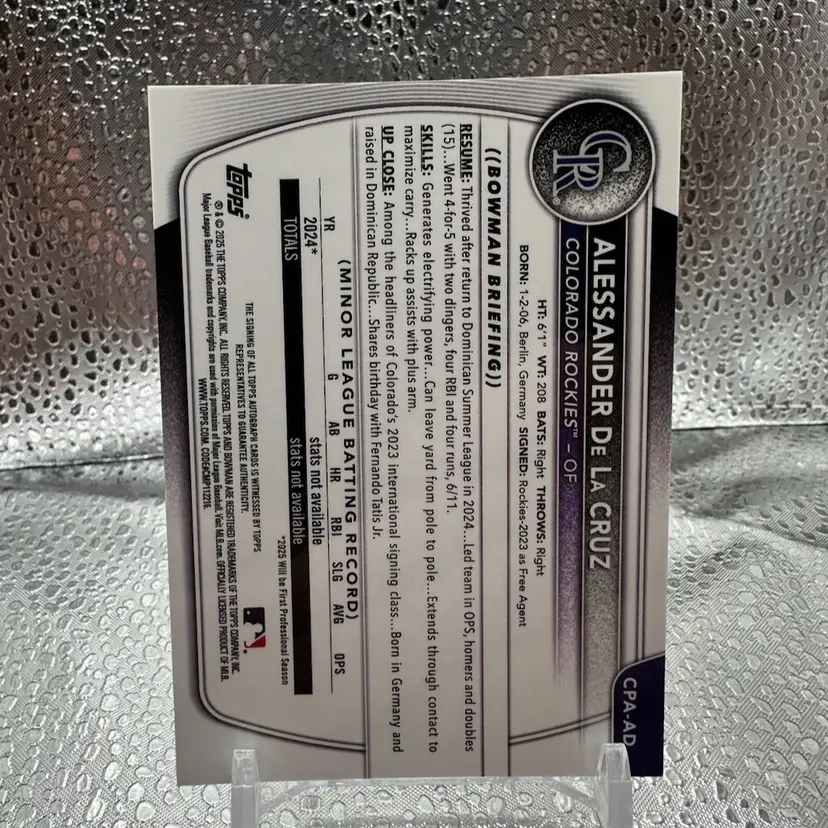 CR
ALESSANDER DE LA CRUZ
COLORADO ROCKIES™ – OF
CPA-AD
HT: 6'1" WT: 208 BATS: Right THROWS: Right
BORN: 1-2-06, Berlin, Germany SIGNED: Rockies-2023 as Free Agent
((BOWMAN BRIEFING))
RESUME: Thrived after return to Dominican Summer League in 2024...Led team in OPS, homers and doubles
(15)...Went 4-for-5 with two dingers, four RBI and four runs, 6/11.
SKILLS: Generates electrifying power...Can leave yard from pole to pole...Extends through contact to
maximize carry...Racks up assists with plus arm.
UP CLOSE: Among the headliners of Colorado's 2023 international signing class...Born in Germany and
raised in Dominican Republic...Shares birthday with Fernando Tatis Jr.
(MINOR LEAGUE BATTING RECORD)
YR G AB HR RBI SLG AVG OPS
2024* stats not available
TOTALS stats not available
*2025 Will be First Professional Season
THE SIGNING OF ALL TOPPS AUTOGRAPH CARDS IS WITNESSED BY TOPPS
REPRESENTATIVES TO GUARANTEE AUTHENTICITY.
topps
® & © 2025 THE TOPPS COMPANY, INC. ALL RIGHTS RESERVED. TOPPS AND BOWMAN ARE REGISTERED TRADEMARKS OF THE TOPPS COMPANY, INC.
Major League Baseball trademarks and copyrights are used with permission of Major League Baseball. Visit MLB.com. OFFICIALLY LICENSED PRODUCT OF MLB.
WWW.TOPPS.COM. CODE#CMP112216.